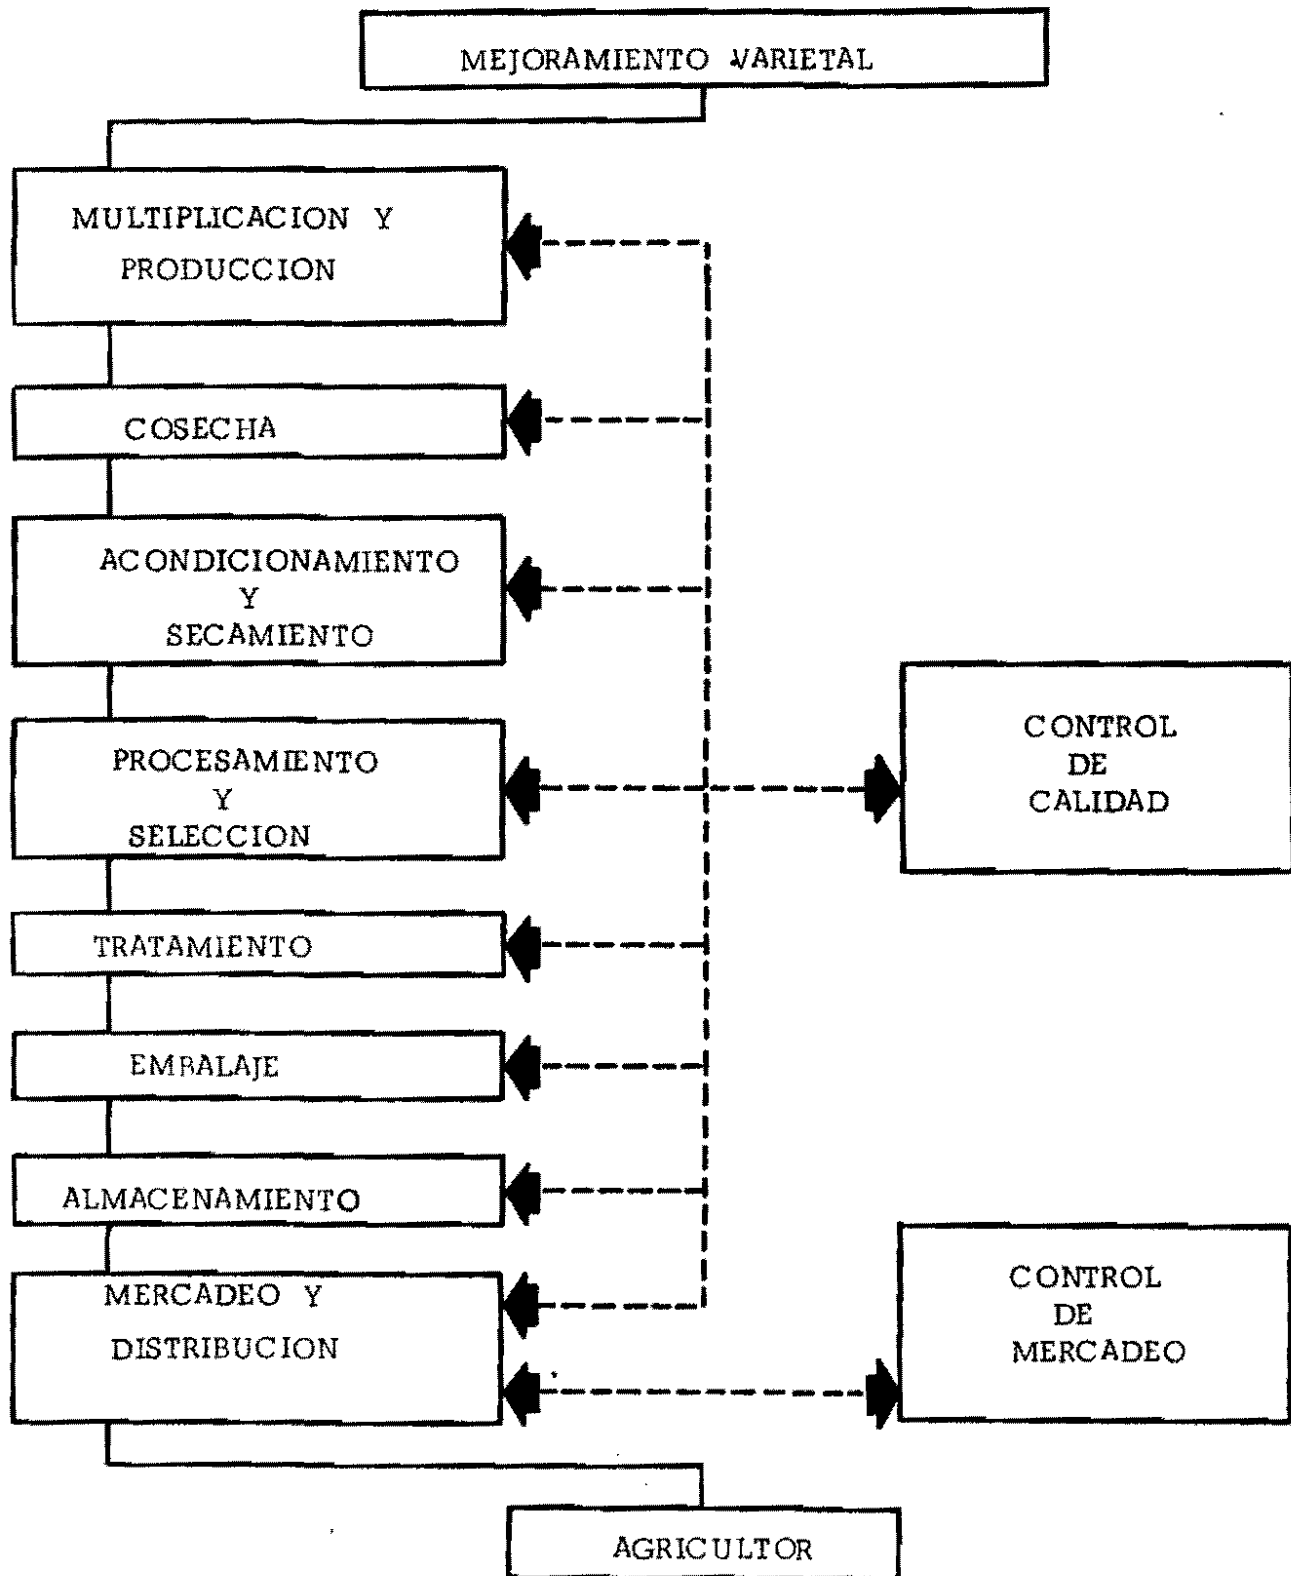 MEJORAMIENTO VARIETAL
MULTIPLICACION Y
PRODUCCION
COSECHA
ACONDICIONAMIENTO
Y
SECAMIENTO
PROCESAMIENTO
Y
SELECCION
CONTROL
DE
CALIDAD
TRATAMIENTO
EMBALAJE
ALMACENAMIENTO
MERCADEO Y
DISTRIBUCION
CONTROL
DE
MERCADEO
AGRICULTOR